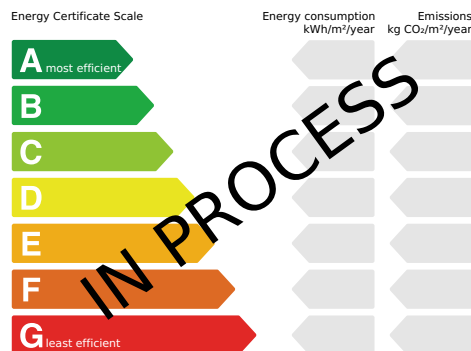 Energy Certificate Scale
Energy consumption
kWh/m²/year
Emissions
kg CO₂/m²/year
A most efficient
B
C
D
E
F
G least efficient
IN PROCESS